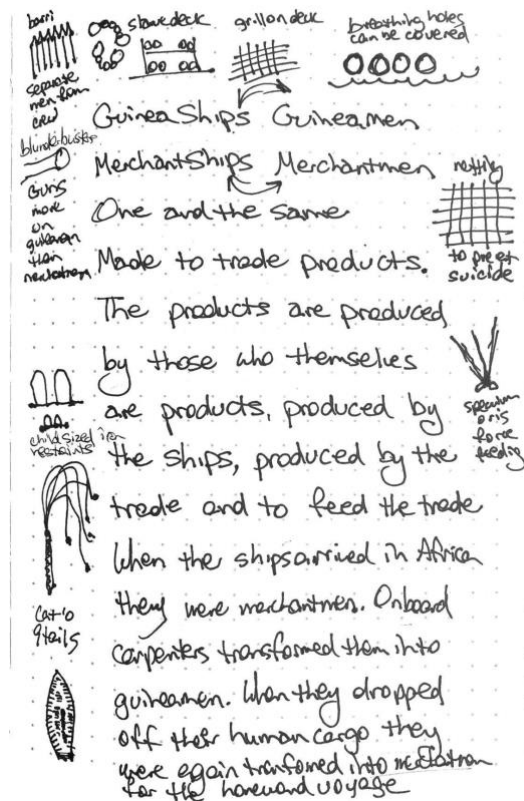 barri
separate
men from
crew
slave deck
grill on deck
breathing holes
can be covered
Guinea Ships Guineamen
blunderbuster
Guns
more
on
guineamen
than
merchantmen
Merchant Ships Merchantmen
netting
to prevent
suicide
One and the same
Made to trade products.
The products are produced
by those who themselves
are products, produced by
the ships, produced by the
trade and to feed the trade
speculum
oris
force
feeding
child sized iron
restraints
When the ships arrived in Africa
they were merchantmen. Onboard
cat o
9 tails
carpenters transformed them into
guineamen. When they dropped
off their human cargo they
were again transformed into merchantmen
for the homeward voyage